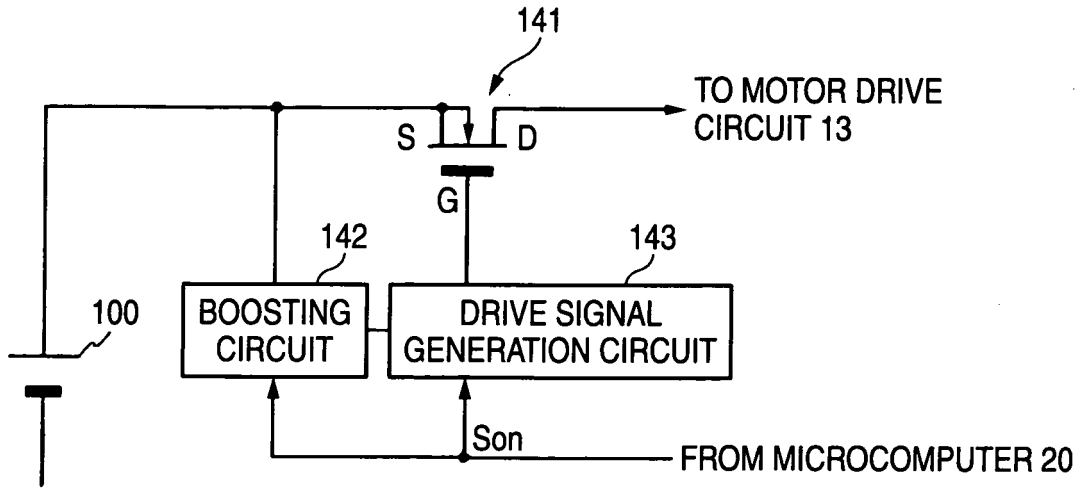 141
TO MOTOR DRIVE
CIRCUIT 13
S
D
G
142
143
100
BOOSTING
CIRCUIT
DRIVE SIGNAL
GENERATION CIRCUIT
Son
FROM MICROCOMPUTER 20